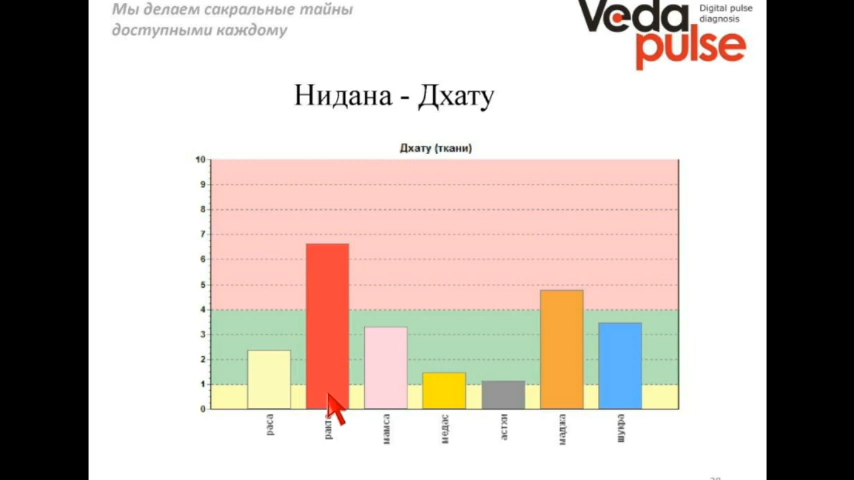 Мы делаем сакральные тайны
доступными каждому
Veda
pulse
Digital pulse
diagnosis
Нидана - Дхату
Дхату (ткани)
10
9
8
7
6
5
4
3
2
1
0
раса
ракта
мамса
медас
астхи
маджа
шукра